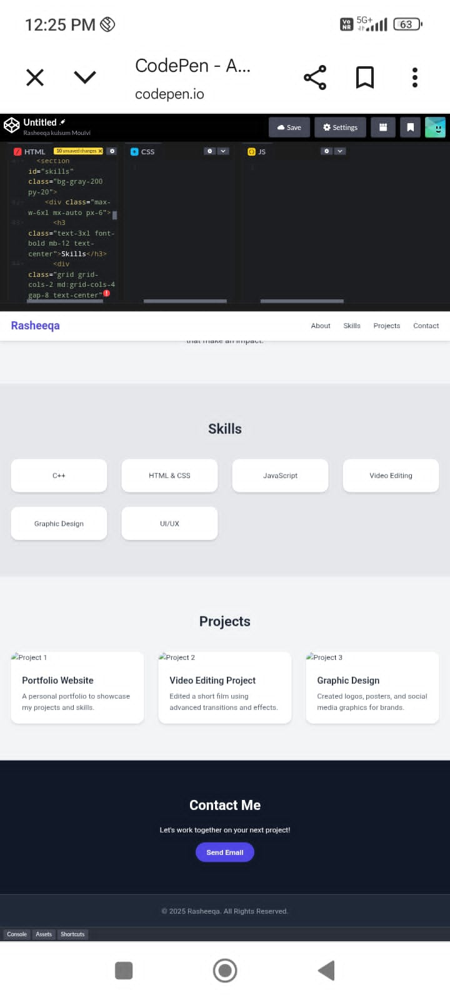 12:25 PM
Vo NR 5G+ 63
CodePen - A...
codepen.io
Untitled
Rasheeqa kulsum Moulvi
Save Settings
HTML 10 unsaved changes X CSS JS
<section
id="skills"
class="bg-gray-200
py-20">
<div class="max-
w-6xl mx-auto px-6">
<h3
class="text-3xl font-
bold mb-12 text-
center">Skills</h3>
<div
class="grid grid-
cols-2 md:grid-cols-4
gap-8 text-center"
Rasheeqa About Skills Projects Contact
that make an impact.
Skills
C++ HTML & CSS JavaScript Video Editing
Graphic Design UI/UX
Projects
Project 1 Project 2 Project 3
Portfolio Website Video Editing Project Graphic Design
A personal portfolio to showcase Edited a short film using Created logos, posters, and social
my projects and skills. advanced transitions and effects. media graphics for brands.
Contact Me
Let's work together on your next project!
Send Email
© 2025 Rasheeqa. All Rights Reserved.
Console Assets Shortcuts